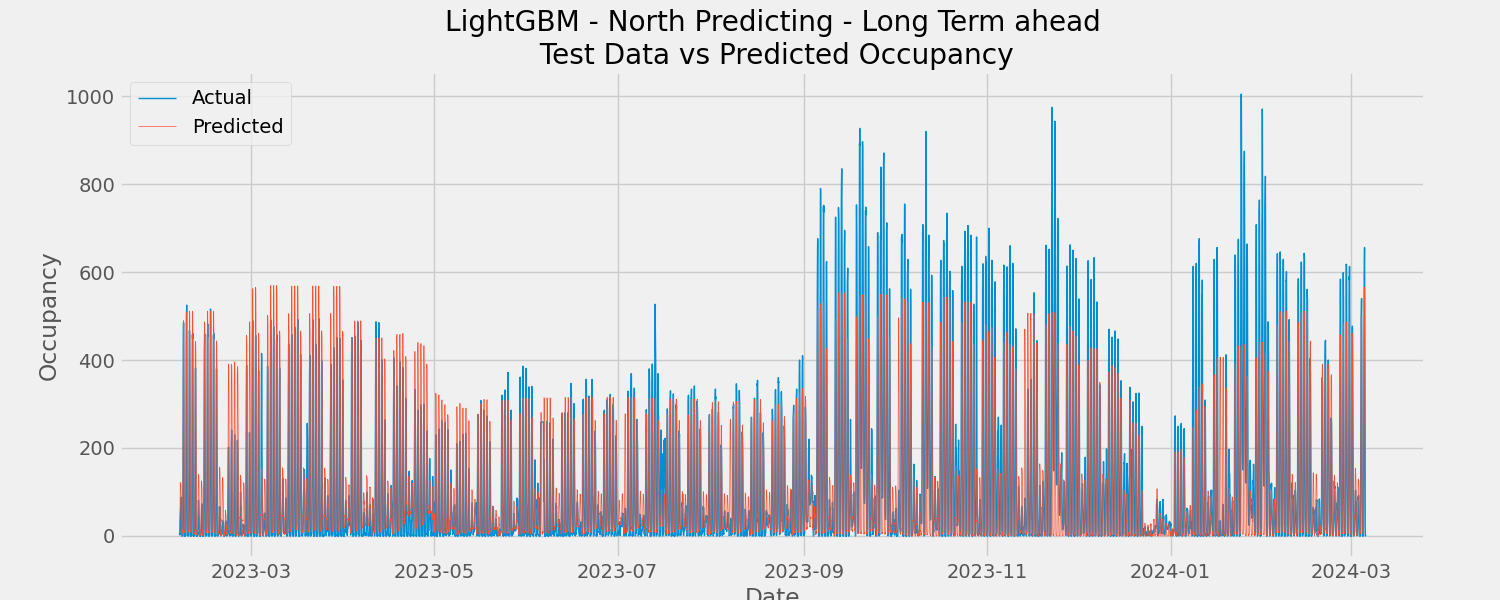 LightGBM - North Predicting - Long Term ahead
Test Data vs Predicted Occupancy
Actual
Predicted
Occupancy
1000
800
600
400
200
0
2023-03 2023-05 2023-07 2023-09 2023-11 2024-01 2024-03
Date